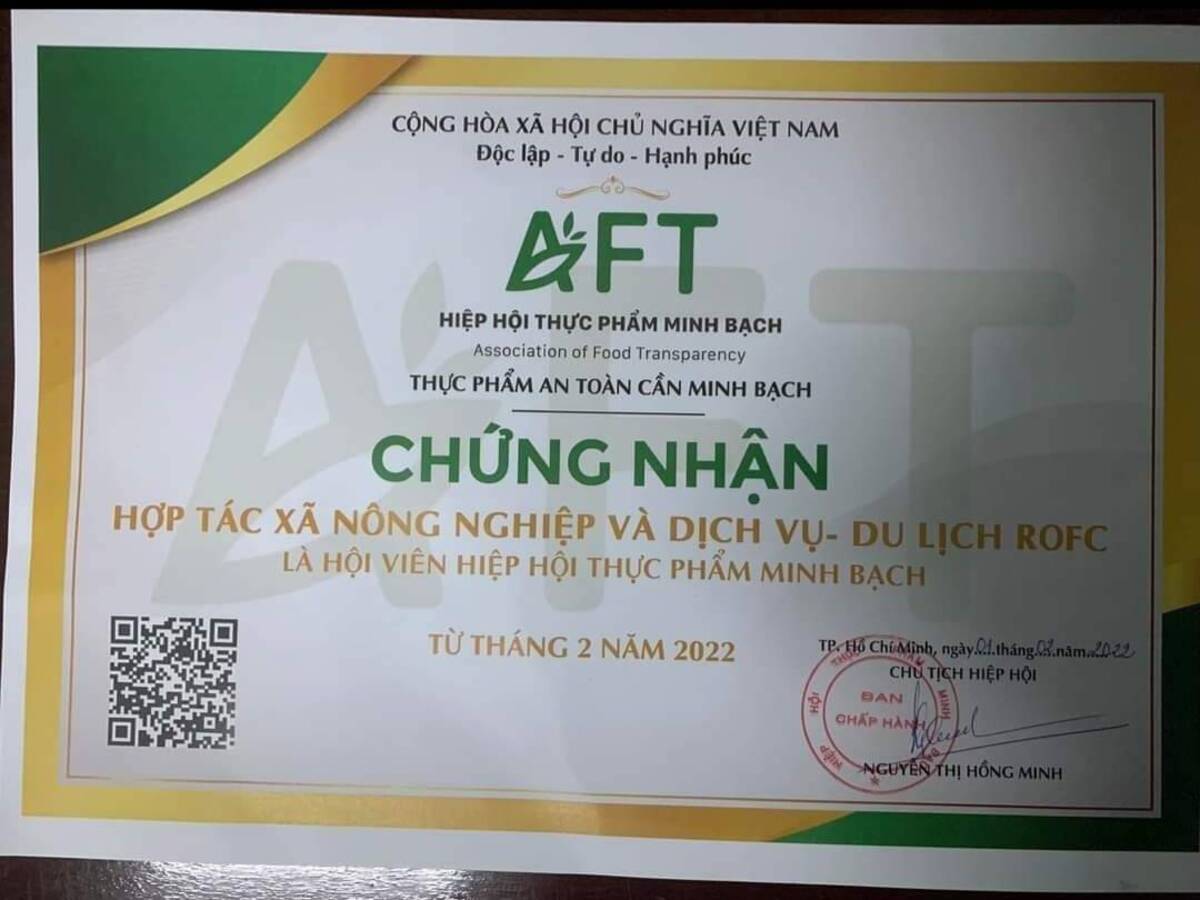 CỘNG HÒA XÃ HỘI CHỦ NGHĨA VIỆT NAM
Độc lập - Tự do - Hạnh phúc
AFT
HIỆP HỘI THỰC PHẨM MINH BẠCH
Association of Food Transparency
THỰC PHẨM AN TOÀN CẦN MINH BẠCH
CHỨNG NHẬN
HỢP TÁC XÃ NÔNG NGHIỆP VÀ DỊCH VỤ- DU LỊCH ROFC
LÀ HỘI VIÊN HIỆP HỘI THỰC PHẨM MINH BẠCH
TỪ THÁNG 2 NĂM 2022
TP. Hồ Chí Minh, ngày 01 tháng 02 năm 2022
CHỦ TỊCH HIỆP HỘI
BAN
CHẤP HÀNH
NGUYỄN THỊ HỒNG MINH